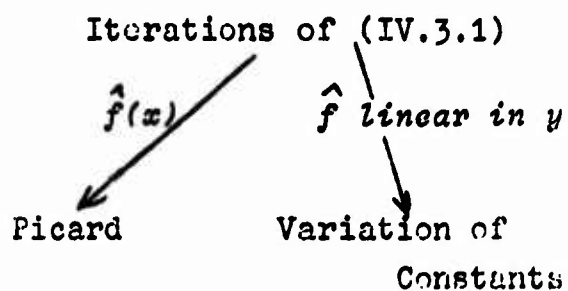 Iterations of (IV.3.1)
f̂(x) f̂ linear in y
Picard Variation of
Constants